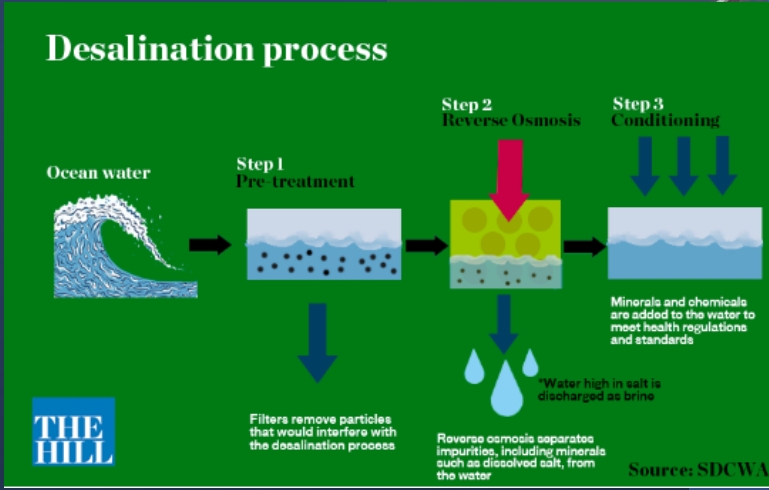 Desalination process
Ocean water
Step 1
Pre-treatment
Filters remove particles
that would interfere with
the desalination process
Step 2
Reverse Osmosis
*Water high in salt is
discharged as brine
Reverse osmosis separates
impurities, including minerals
such as dissolved salt, from
the water
Step 3
Conditioning
Minerals and chemicals
are added to the water to
meet health regulations
and standards
THE
HILL
Source: SDCWA